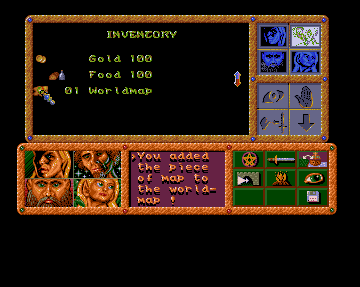 INVENTORY
Gold 100
Food 100
01 Worldmap
You added
the piece
of map to
the world-
map !